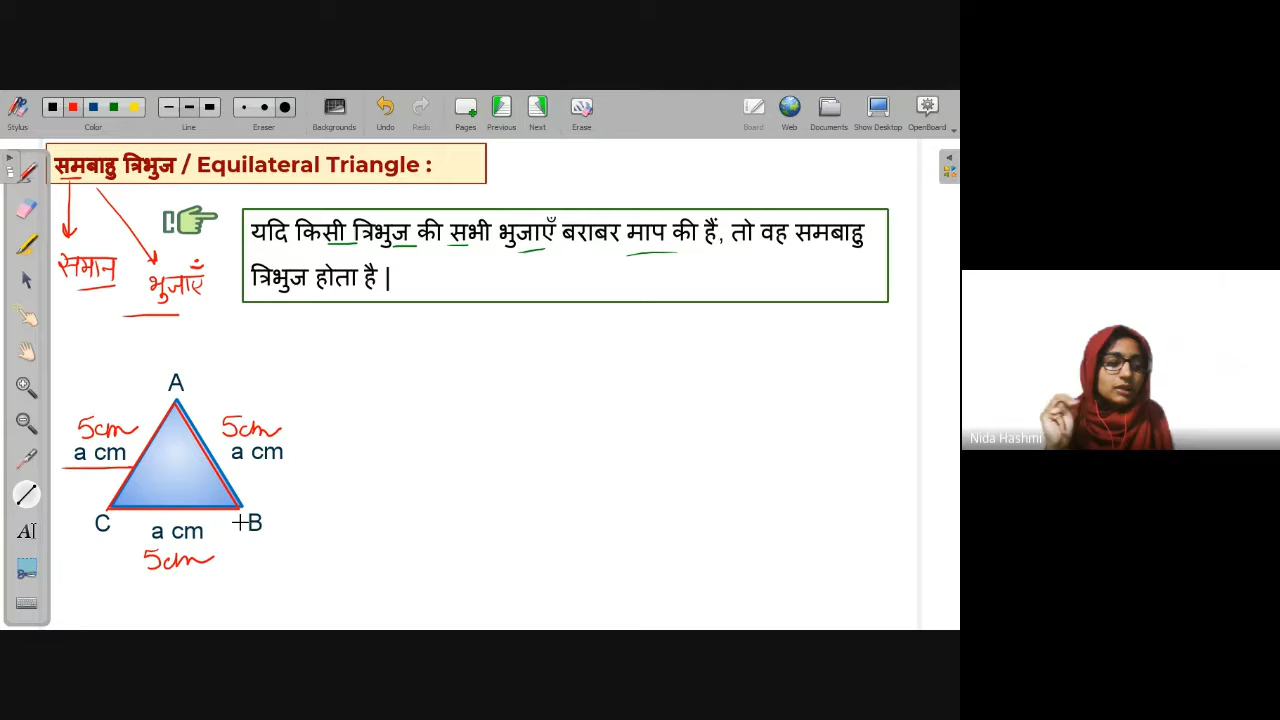 Stylus
Color
Line
Eraser
Backgrounds
Undo
Redo
Pages
Previous
Next
Erase
Board
Web
Documents
Show Desktop
OpenBoard
समबाहु त्रिभुज / Equilateral Triangle :
यदि किसी त्रिभुज की सभी भुजाएँ बराबर माप की हैं, तो वह समबाहु
त्रिभुज होता है |
समान
भुजाएँ
A
5cm
5cm
a cm
a cm
C
B
a cm
5cm
Nida Hashmi